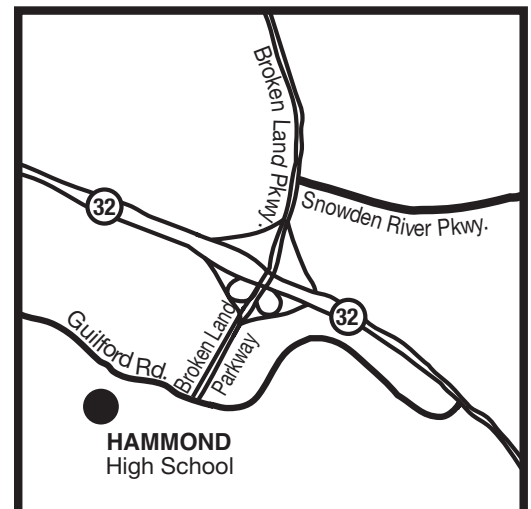 Broken Land Pkwy.
32
Snowden River Pkwy.
32
Guilford Rd.
Broken Land
Parkway
HAMMOND
High School